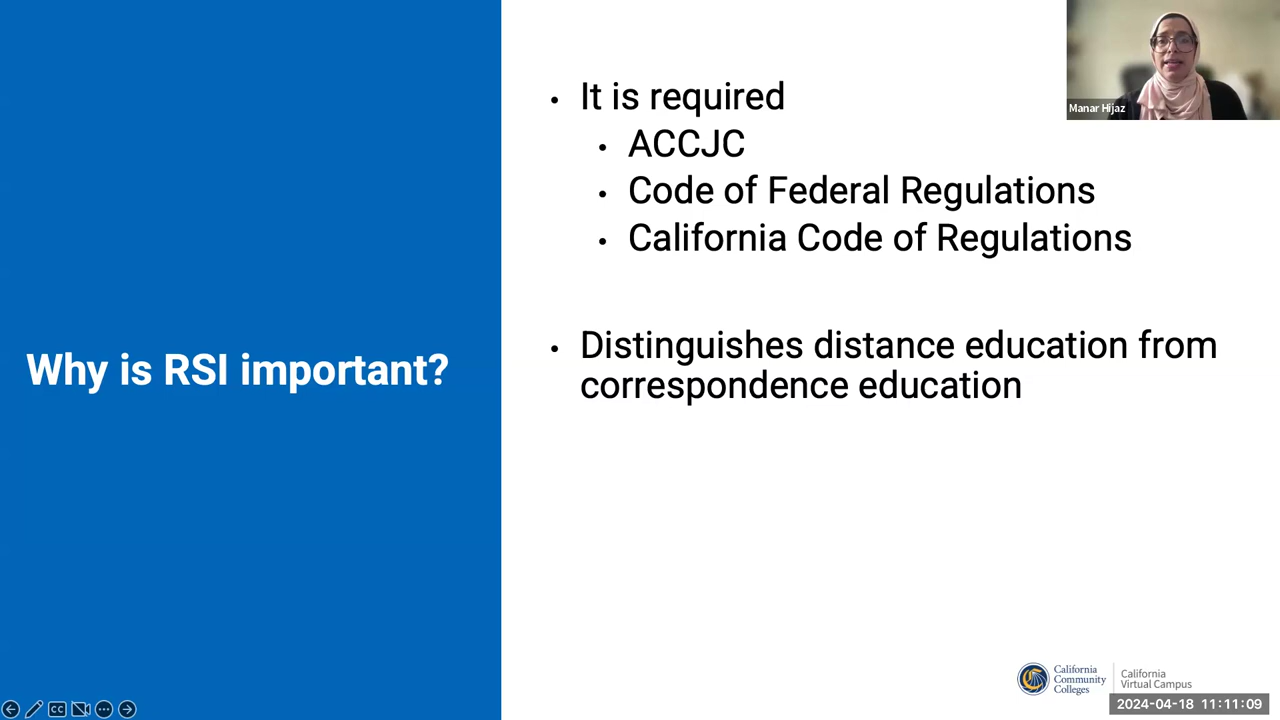 Why is RSI important?
• It is required
• ACCJC
• Code of Federal Regulations
• California Code of Regulations
• Distinguishes distance education from
correspondence education
Manar Hijaz
CC
California
Community
Colleges
California
Virtual Campus
2024-04-18 11:11:09